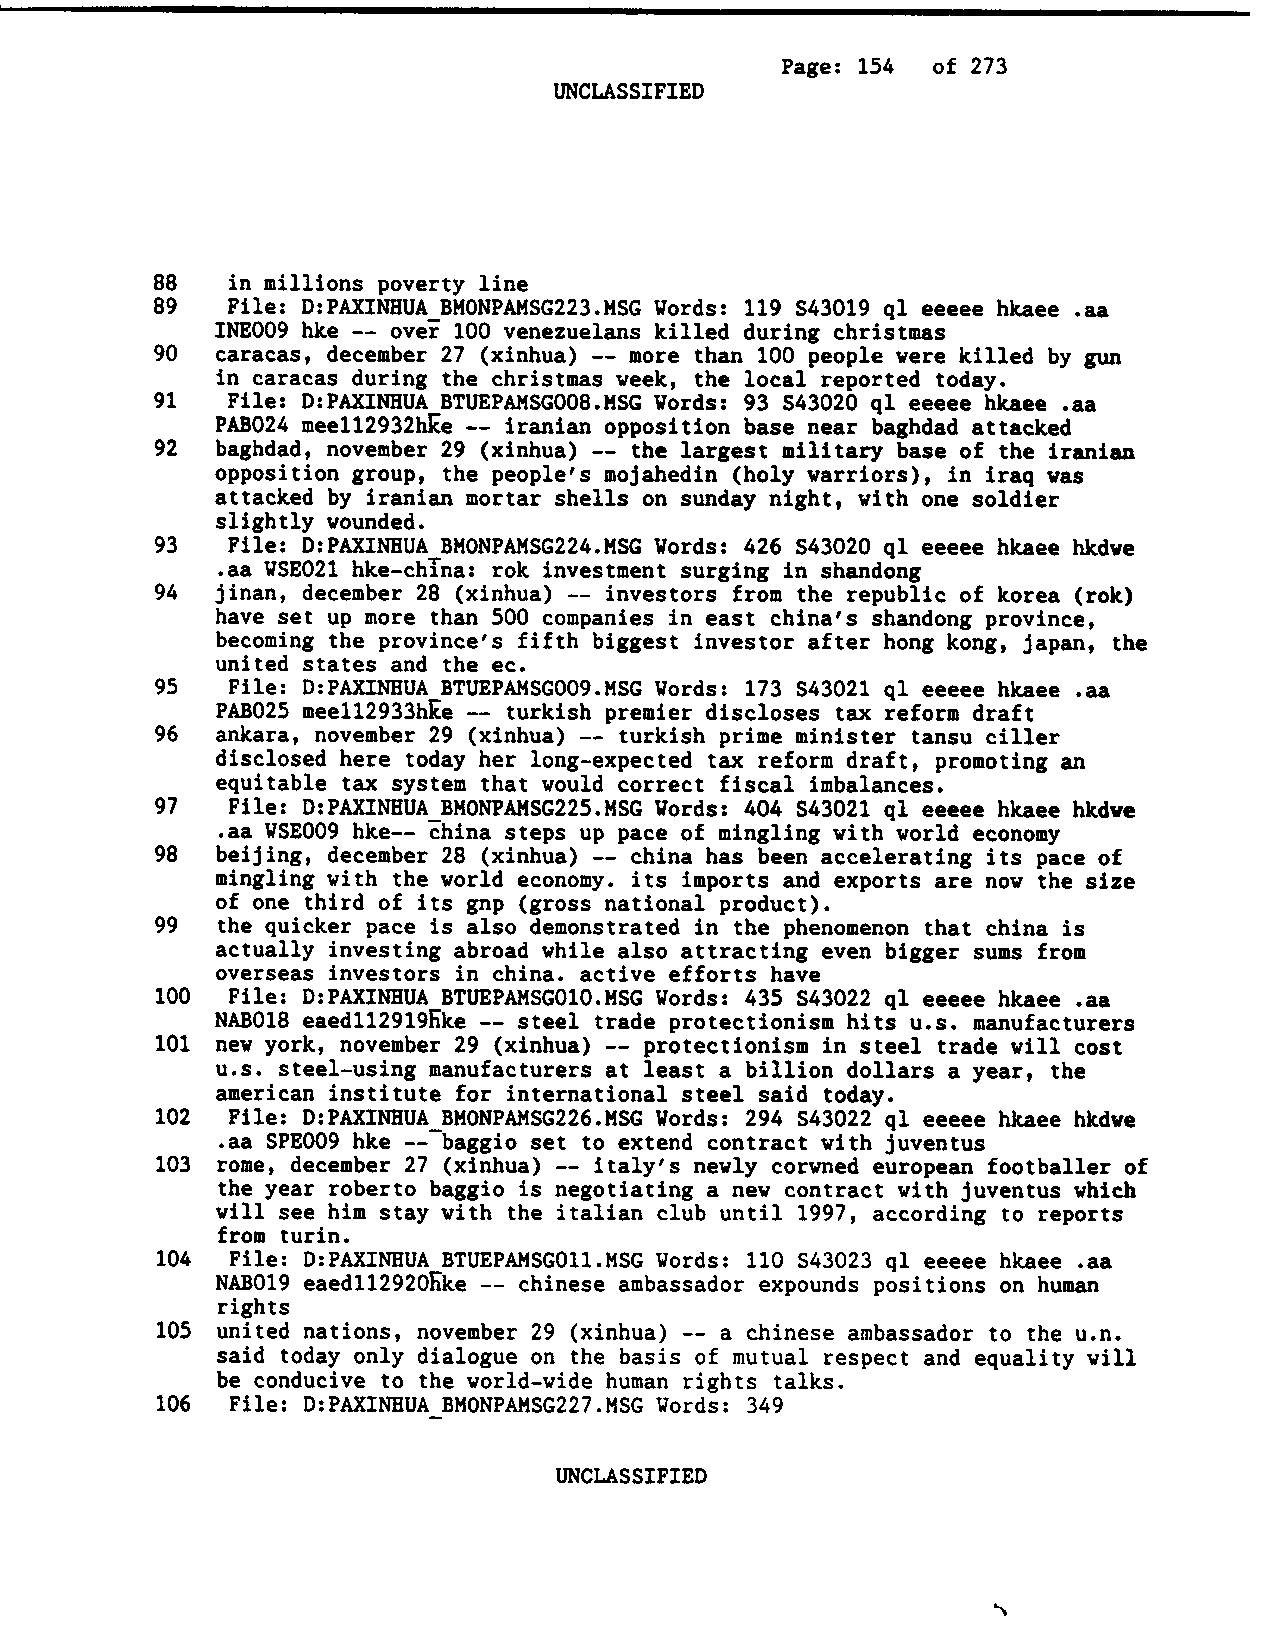 Page: 154 of 273
UNCLASSIFIED
88 in millions poverty line
89 File: D:PAXINHUA_BMONPAMSG223.MSG Words: 119 S43019 ql eeeee hkaee .aa
INE009 hke -- over 100 venezuelans killed during christmas
90 caracas, december 27 (xinhua) -- more than 100 people were killed by gun
in caracas during the christmas week, the local reported today.
91 File: D:PAXINHUA_BTUEPAMSG008.MSG Words: 93 S43020 ql eeeee hkaee .aa
PAB024 meel12932hke -- iranian opposition base near baghdad attacked
92 baghdad, november 29 (xinhua) -- the largest military base of the iranian
opposition group, the people's mojahedin (holy warriors), in iraq was
attacked by iranian mortar shells on sunday night, with one soldier
slightly wounded.
93 File: D:PAXINHUA_BMONPAMSG224.MSG Words: 426 S43020 ql eeeee hkaee hkdwe
.aa WSE021 hke-china: rok investment surging in shandong
94 jinan, december 28 (xinhua) -- investors from the republic of korea (rok)
have set up more than 500 companies in east china's shandong province,
becoming the province's fifth biggest investor after hong kong, japan, the
united states and the ec.
95 File: D:PAXINHUA_BTUEPAMSG009.MSG Words: 173 S43021 ql eeeee hkaee .aa
PAB025 meel12933hke -- turkish premier discloses tax reform draft
96 ankara, november 29 (xinhua) -- turkish prime minister tansu ciller
disclosed here today her long-expected tax reform draft, promoting an
equitable tax system that would correct fiscal imbalances.
97 File: D:PAXINHUA_BMONPAMSG225.MSG Words: 404 S43021 ql eeeee hkaee hkdwe
.aa WSE009 hke-- china steps up pace of mingling with world economy
98 beijing, december 28 (xinhua) -- china has been accelerating its pace of
mingling with the world economy. its imports and exports are now the size
of one third of its gnp (gross national product).
99 the quicker pace is also demonstrated in the phenomenon that china is
actually investing abroad while also attracting even bigger sums from
overseas investors in china. active efforts have
100 File: D:PAXINHUA_BTUEPAMSG010.MSG Words: 435 S43022 ql eeeee hkaee .aa
NAB018 eaedl12919hke -- steel trade protectionism hits u.s. manufacturers
101 new york, november 29 (xinhua) -- protectionism in steel trade will cost
u.s. steel-using manufacturers at least a billion dollars a year, the
american institute for international steel said today.
102 File: D:PAXINHUA_BMONPAMSG226.MSG Words: 294 S43022 ql eeeee hkaee hkdwe
.aa SPE009 hke -- baggio set to extend contract with juventus
103 rome, december 27 (xinhua) -- italy's newly corwned european footballer of
the year roberto baggio is negotiating a new contract with juventus which
will see him stay with the italian club until 1997, according to reports
from turin.
104 File: D:PAXINHUA_BTUEPAMSG011.MSG Words: 110 S43023 ql eeeee hkaee .aa
NAB019 eaedl12920hke -- chinese ambassador expounds positions on human
rights
105 united nations, november 29 (xinhua) -- a chinese ambassador to the u.n.
said today only dialogue on the basis of mutual respect and equality will
be conducive to the world-wide human rights talks.
106 File: D:PAXINHUA_BMONPAMSG227.MSG Words: 349
UNCLASSIFIED